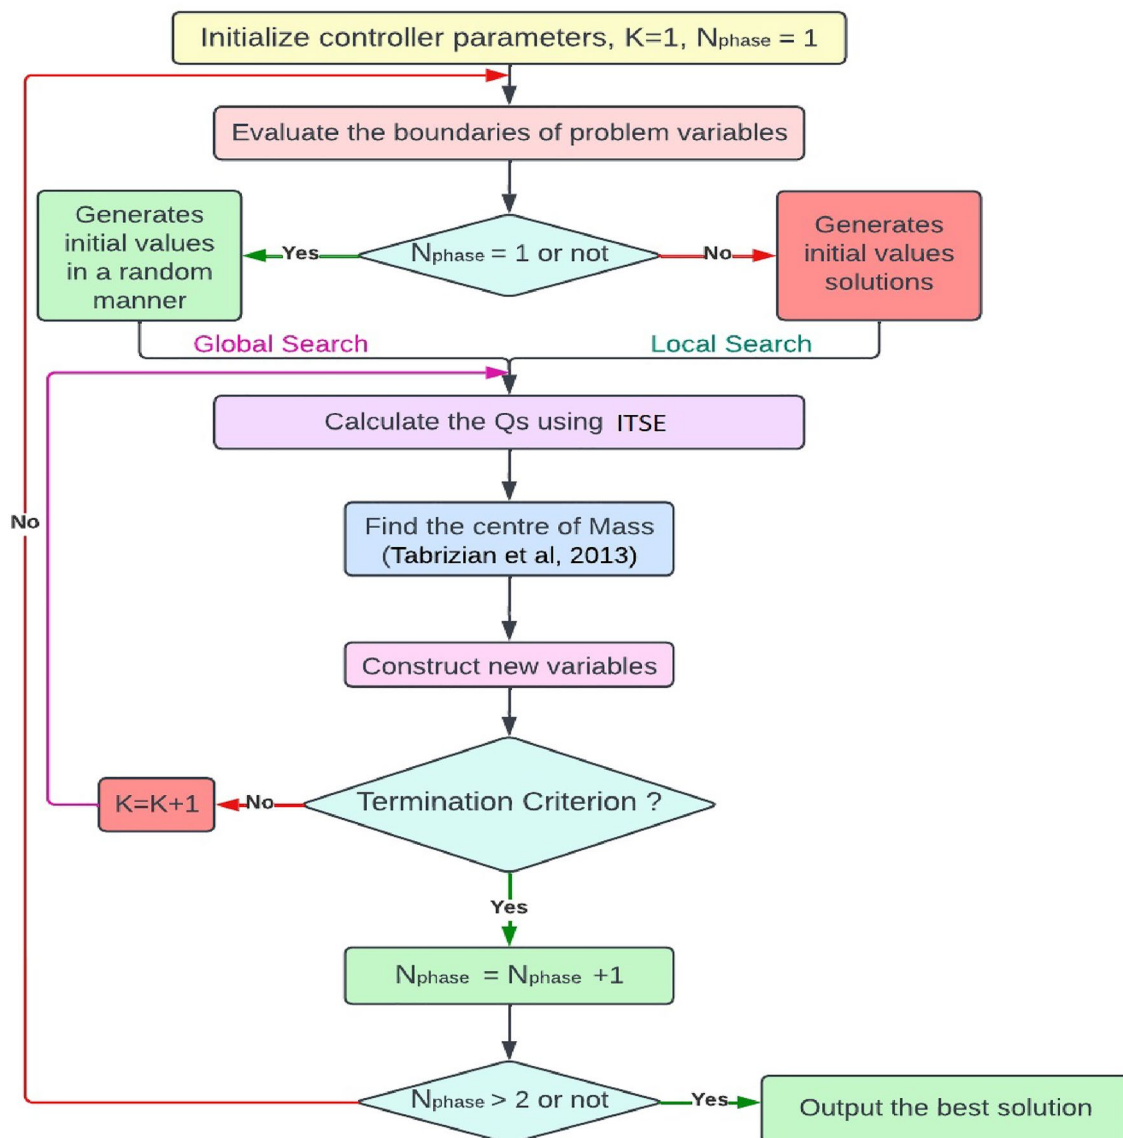 Initialize controller parameters, K=1, Nphase = 1
Evaluate the boundaries of problem variables
Generates
initial values
in a random
manner
Yes
Nphase = 1 or not
No
Generates
initial values
solutions
Global Search
Local Search
Calculate the Qs using ITSE
No
Find the centre of Mass
(Tabrizian et al, 2013)
Construct new variables
K=K+1
No
Termination Criterion ?
Yes
Nphase = Nphase +1
Nphase > 2 or not
Yes
Output the best solution